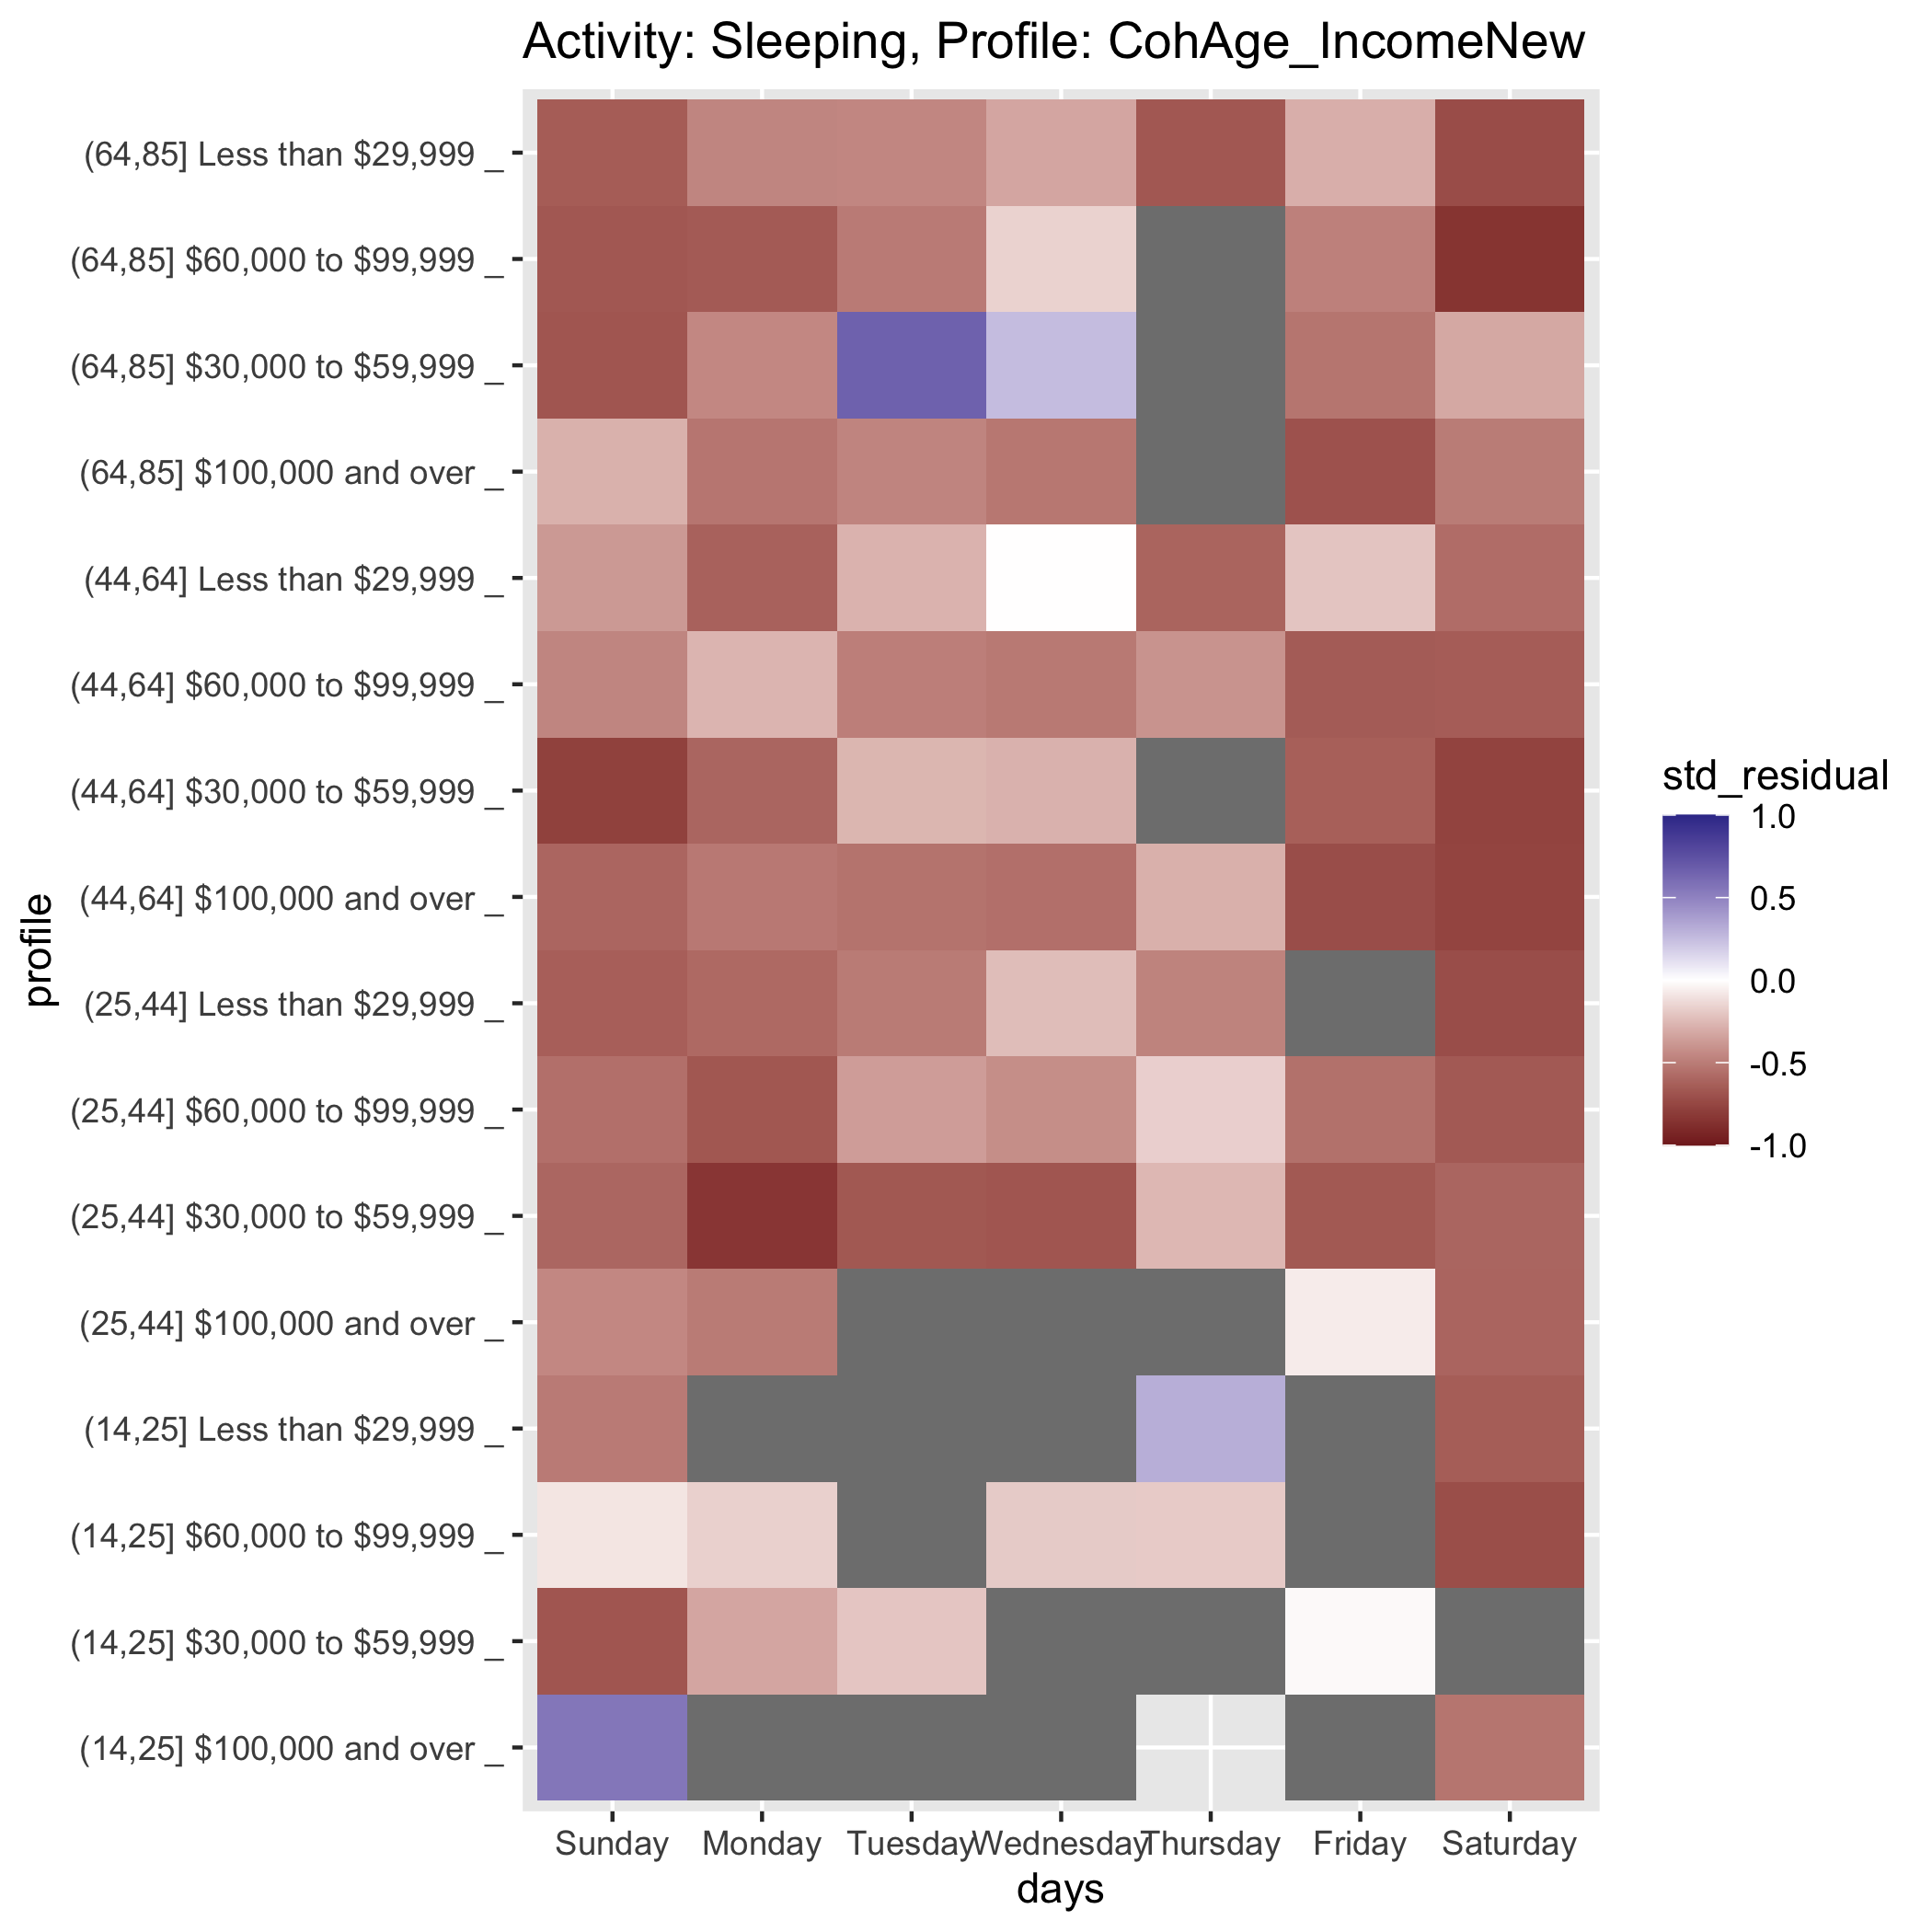 Activity: Sleeping, Profile: CohAge_IncomeNew
(64,85] Less than $29,999 _
(64,85] $60,000 to $99,999 _
(64,85] $30,000 to $59,999 _
(64,85] $100,000 and over _
(44,64] Less than $29,999 _
(44,64] $60,000 to $99,999 _
(44,64] $30,000 to $59,999 _
(44,64] $100,000 and over _
(25,44] Less than $29,999 _
(25,44] $60,000 to $99,999 _
(25,44] $30,000 to $59,999 _
(25,44] $100,000 and over _
(14,25] Less than $29,999 _
(14,25] $60,000 to $99,999 _
(14,25] $30,000 to $59,999 _
(14,25] $100,000 and over _
profile
Sunday Monday Tuesday Wednesday Thursday Friday Saturday
days
std_residual
1.0
0.5
0.0
-0.5
-1.0